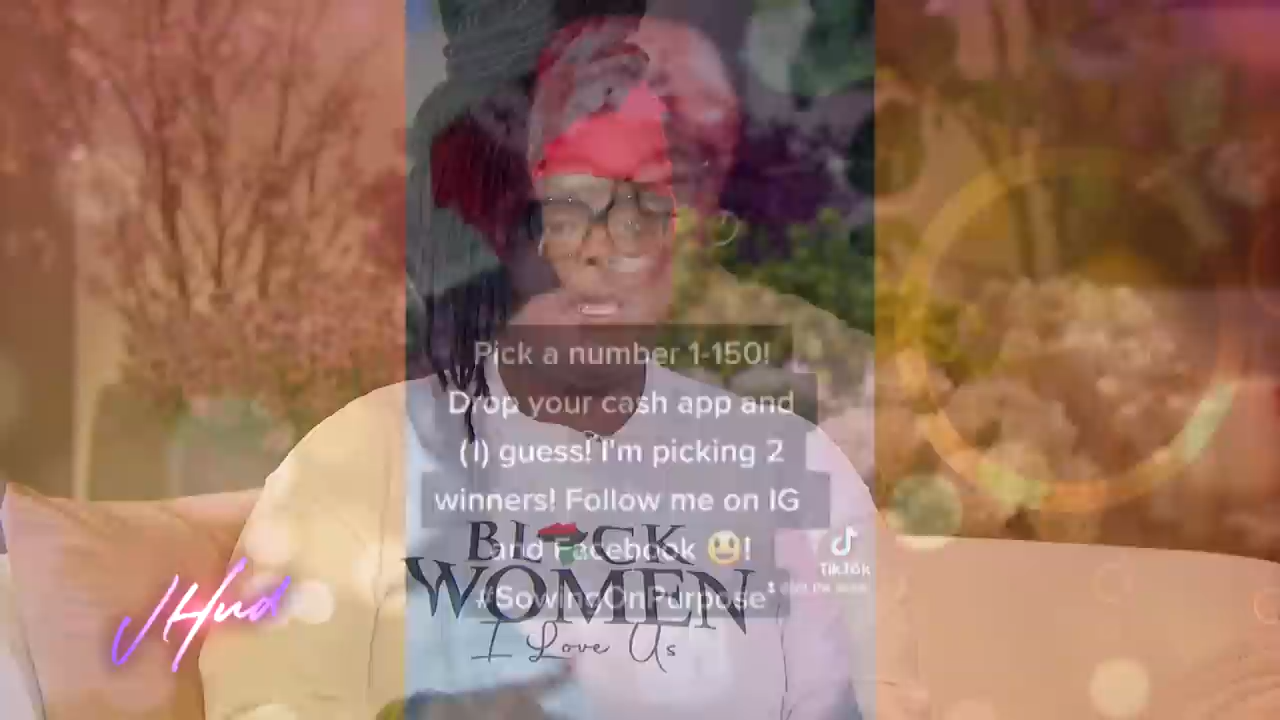 Pick a number 1-150!
Drop your cash app and
(1) guess! I'm picking 2
winners! Follow me on IG
and Facebook 😃!
#SowingOnPurpose
BLACK
WOMEN
I Love Us
TikTok
JHud